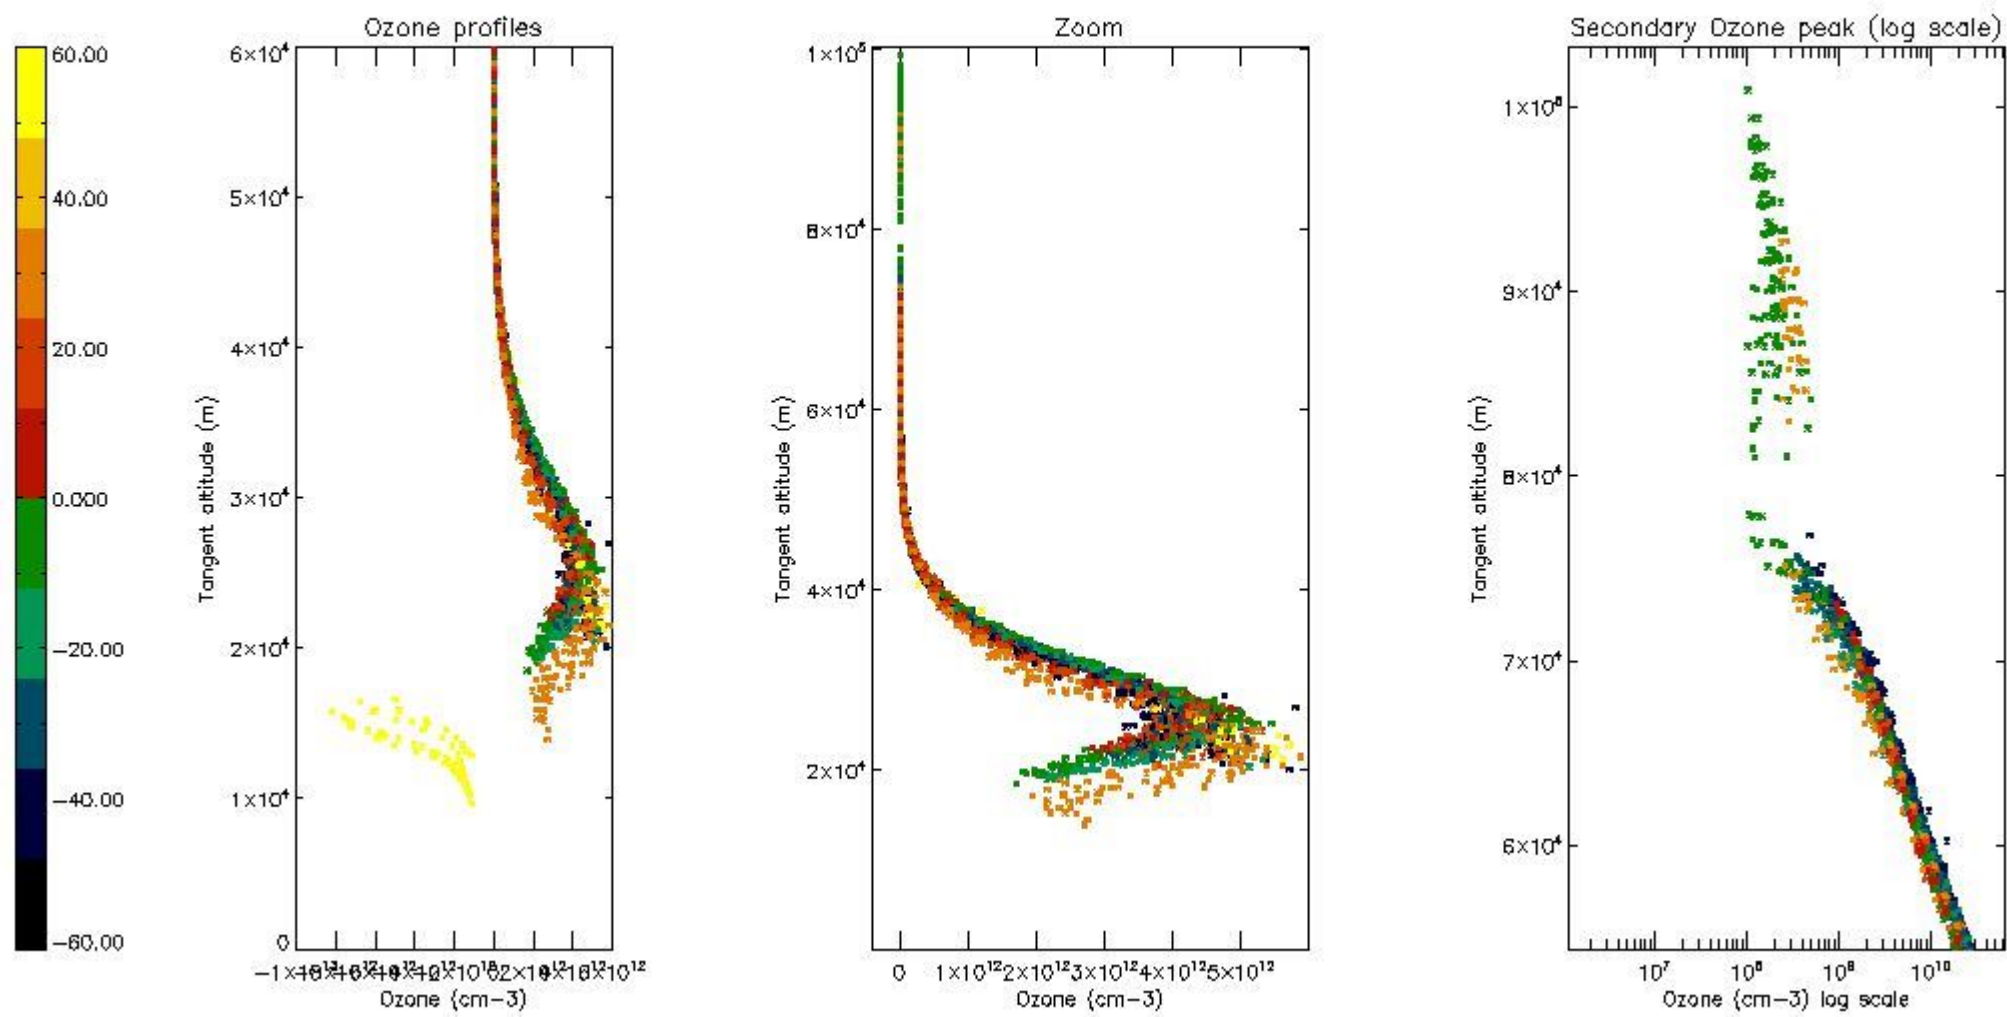 Ozone profiles
Zoom
Secondary Ozone peak (log scale)
60.00
40.00
20.00
0.000
−20.00
−40.00
−60.00
6×10⁴
5×10⁴
4×10⁴
3×10⁴
2×10⁴
1×10⁴
0
Tangent altitude (m)
Ozone (cm−3)
1×10⁵
8×10⁴
6×10⁴
4×10⁴
2×10⁴
Tangent altitude (m)
0 1×10¹² 2×10¹² 3×10¹² 4×10¹² 5×10¹²
Ozone (cm−3)
1×10⁵
9×10⁴
8×10⁴
7×10⁴
6×10⁴
Tangent altitude (m)
10⁷ 10⁸ 10⁹ 10¹⁰
Ozone (cm−3) log scale